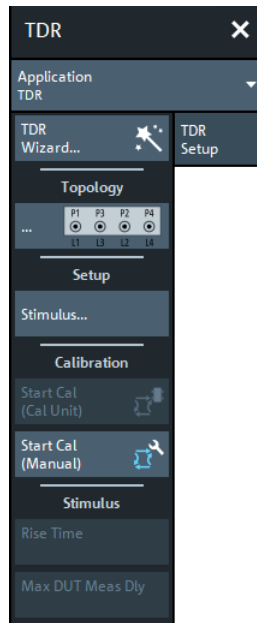 TDR
Application
TDR
TDR
Wizard...
TDR
Setup
Topology
...
P1 P3 P2 P4
L1 L3 L2 L4
Setup
Stimulus...
Calibration
Start Cal
(Cal Unit)
Start Cal
(Manual)
Stimulus
Rise Time
Max DUT Meas Dly